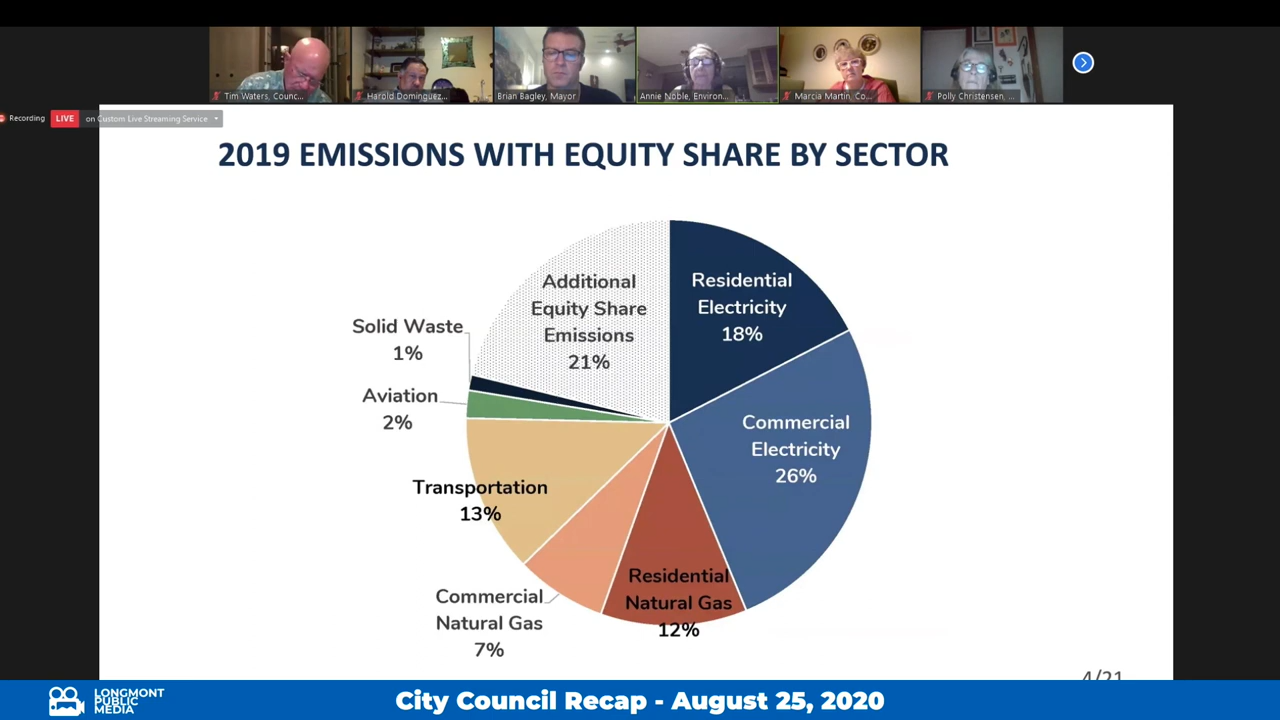 Tim Waters, Counc...
Harold Dominguez...
Brian Bagley, Mayor
Annie Noble, Environ...
Marcia Martin, Co...
Polly Christensen, ...
Recording
LIVE
on Custom Live Streaming Service
2019 EMISSIONS WITH EQUITY SHARE BY SECTOR
Additional
Equity Share
Emissions
21%
Residential
Electricity
18%
Solid Waste
1%
Aviation
2%
Commercial
Electricity
26%
Transportation
13%
Residential
Natural Gas
12%
Commercial
Natural Gas
7%
4/21
LONGMONT
PUBLIC
MEDIA
City Council Recap - August 25, 2020